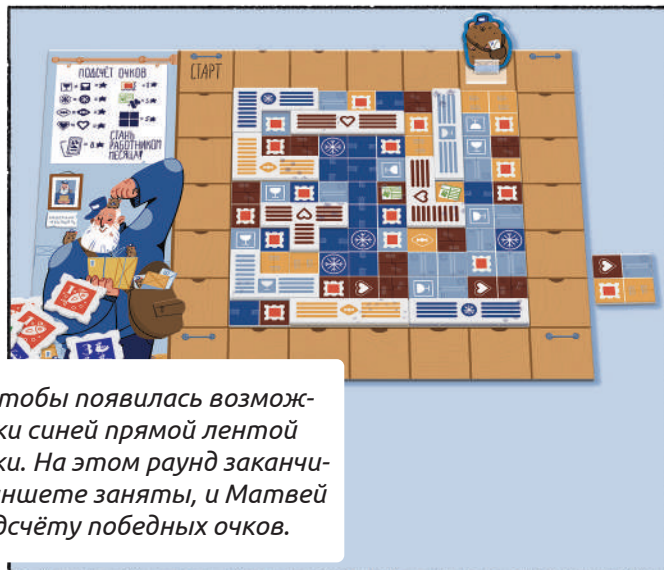 ПОДСЧЁТ ОЧКОВ
СТАНЬ
РАБОТНИКОМ
МЕСЯЦА!
СТАРТ
тобы появилась возмож-
ки синей прямой лентой
ки. На этом раунд заканчи-
ншете заняты, и Матвей
дсчёту победных очков.